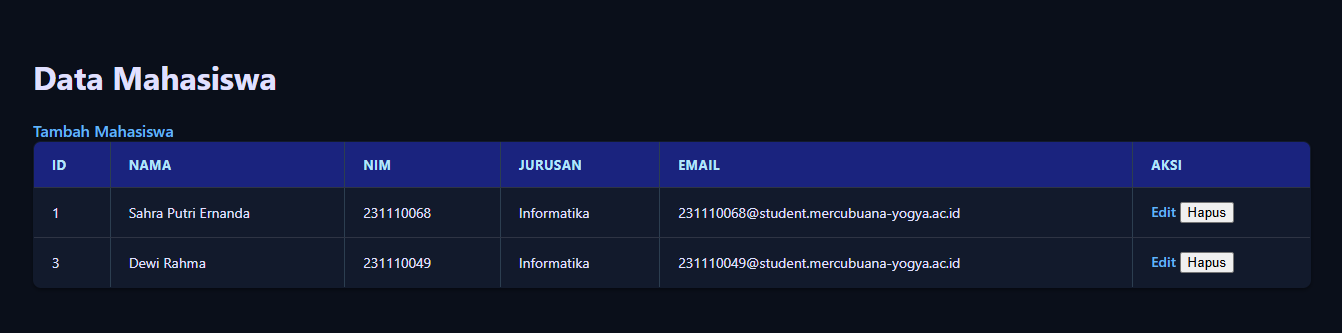 Data Mahasiswa
Tambah Mahasiswa
ID NAMA NIM JURUSAN EMAIL AKSI
1 Sahra Putri Ernanda 231110068 Informatika 231110068@student.mercubuana-yogya.ac.id Edit Hapus
3 Dewi Rahma 231110049 Informatika 231110049@student.mercubuana-yogya.ac.id Edit Hapus